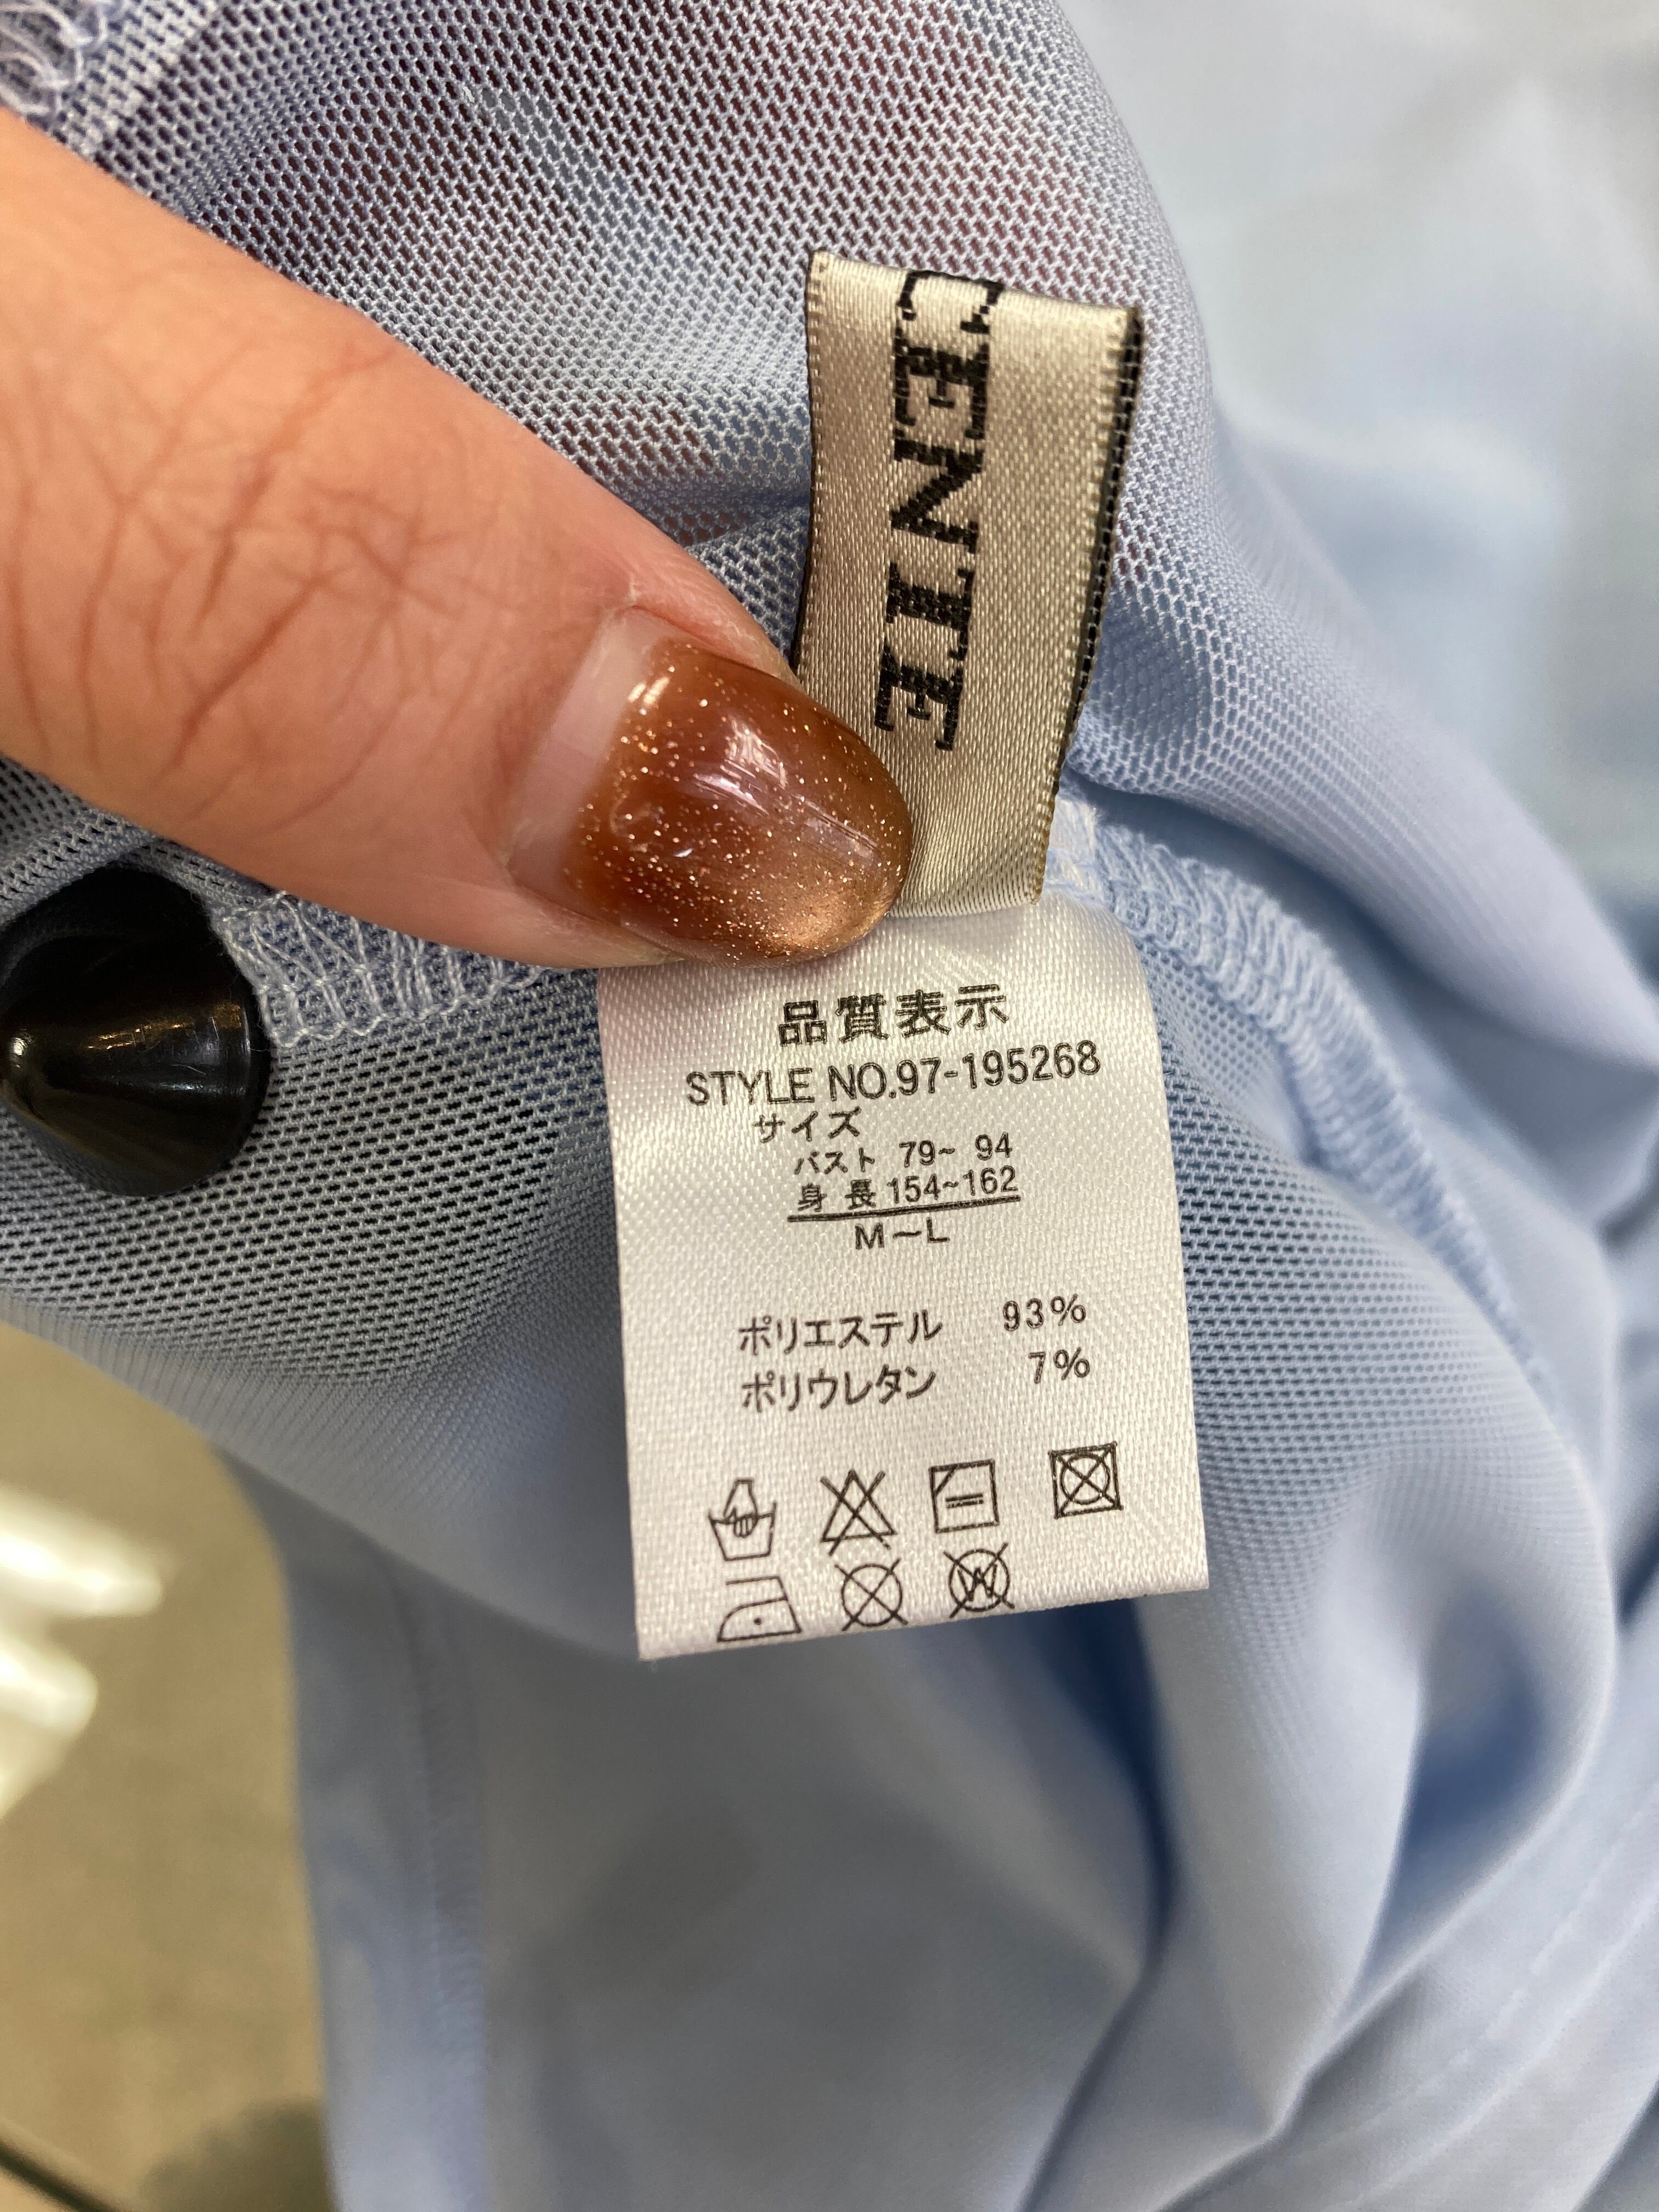 CENTE
品質表示
STYLE NO.97-195268
サイズ
バスト 79~ 94
身 長 154~162
M~L
ポリエステル 93%
ポリウレタン 7%
W